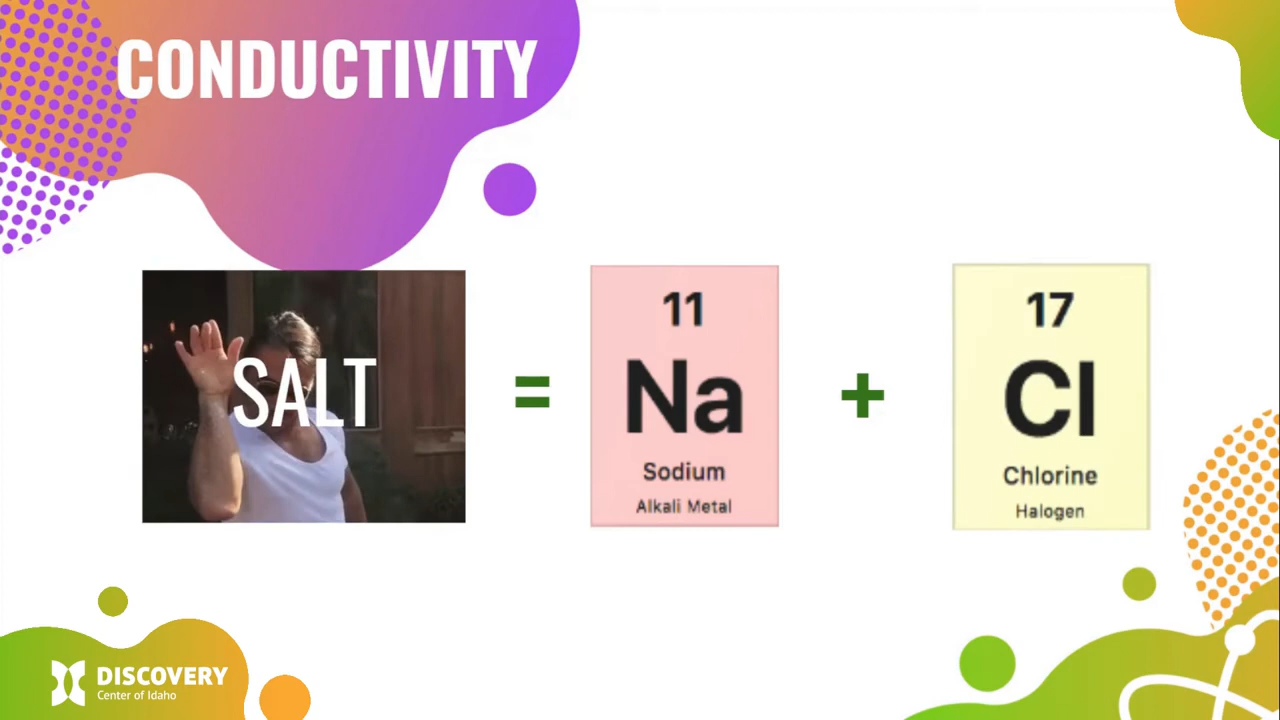 CONDUCTIVITY
SALT
=
11
Na
Sodium
Alkali Metal
+
17
Cl
Chlorine
Halogen
DISCOVERY
Center of Idaho